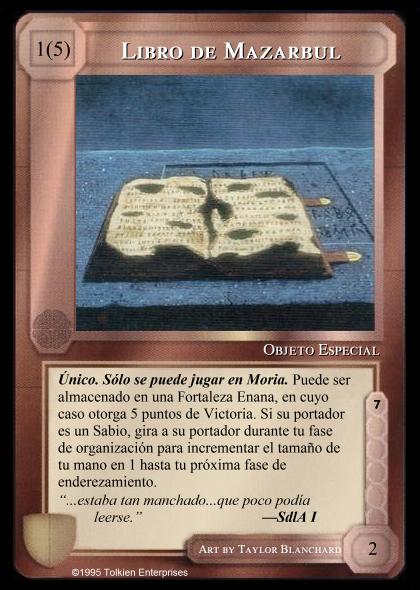 1(5)
LIBRO DE MAZARBUL
OBJETO ESPECIAL
Único. Sólo se puede jugar en Moria. Puede ser
almacenado en una Fortaleza Enana, en cuyo
caso otorga 5 puntos de Victoria. Si su portador
es un Sabio, gira a su portador durante tu fase
de organización para incrementar el tamaño de
tu mano en 1 hasta tu próxima fase de
enderezamiento.
“...estaba tan manchado...que poco podía
leerse.” —SdlA I
7
ART BY TAYLOR BLANCHARD
2
©1995 Tolkien Enterprises